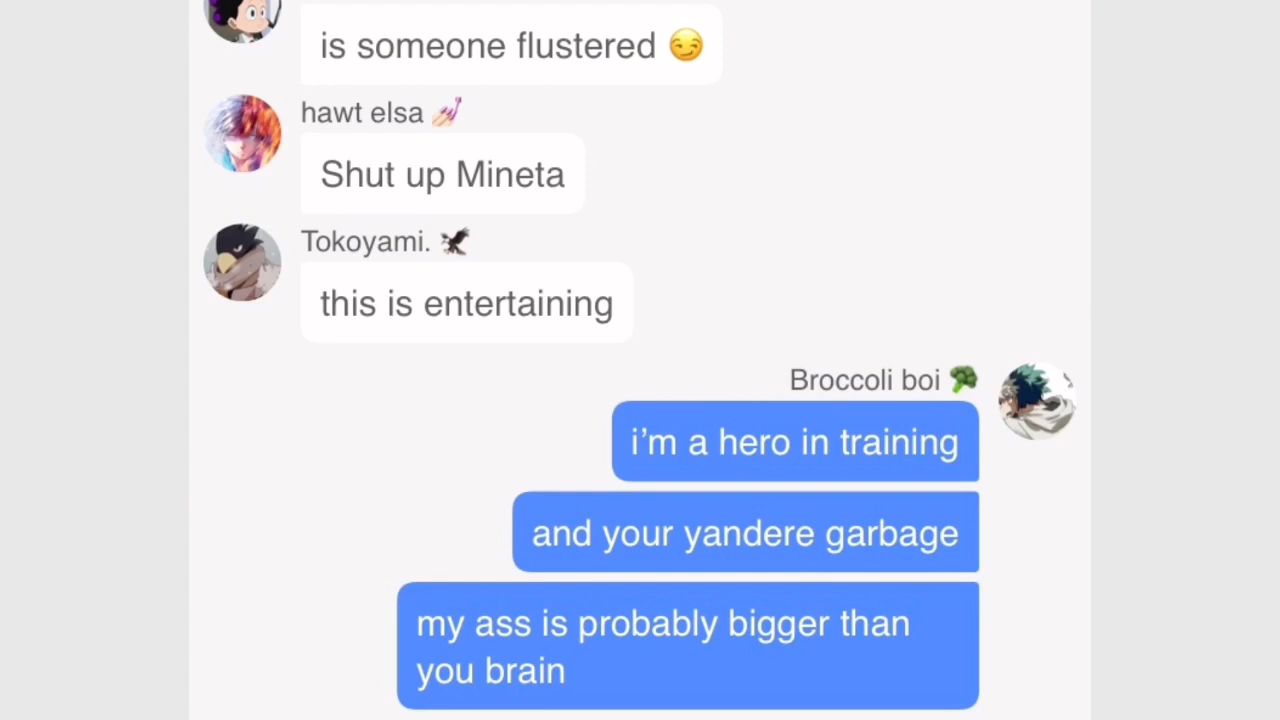 is someone flustered 😏
hawt elsa 💅
Shut up Mineta
Tokoyami. 🦅
this is entertaining
Broccoli boi 🥦
i’m a hero in training
and your yandere garbage
my ass is probably bigger than
you brain